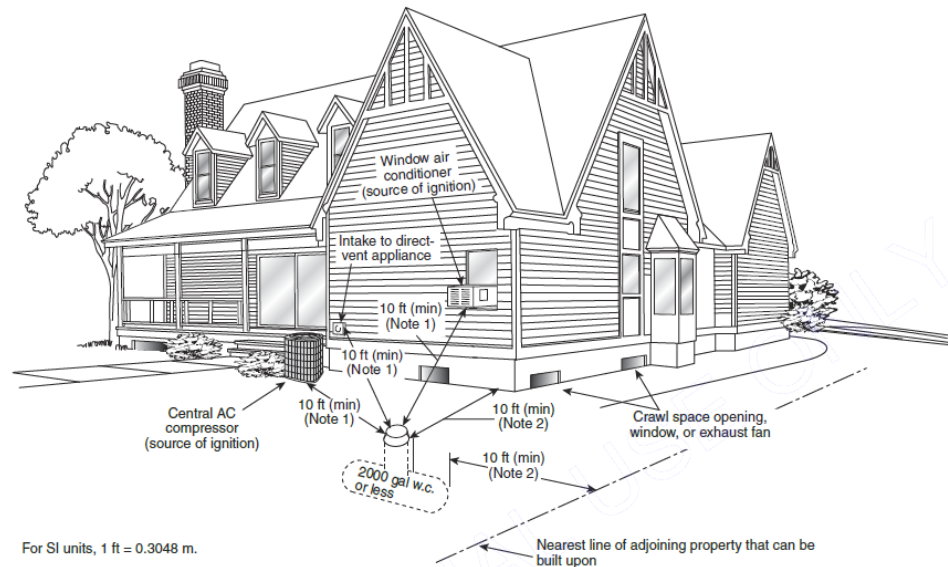 Window air
conditioner
(source of ignition)
Intake to direct-
vent appliance
10 ft (min)
(Note 1)
10 ft (min)
(Note 1)
10 ft (min)
(Note 1)
Central AC
compressor
(source of ignition)
10 ft (min)
(Note 2)
Crawl space opening,
window, or exhaust fan
10 ft (min)
(Note 2)
2000 gal w.c.
or less
For SI units, 1 ft = 0.3048 m.
Nearest line of adjoining property that can be
built upon
USE ONLY